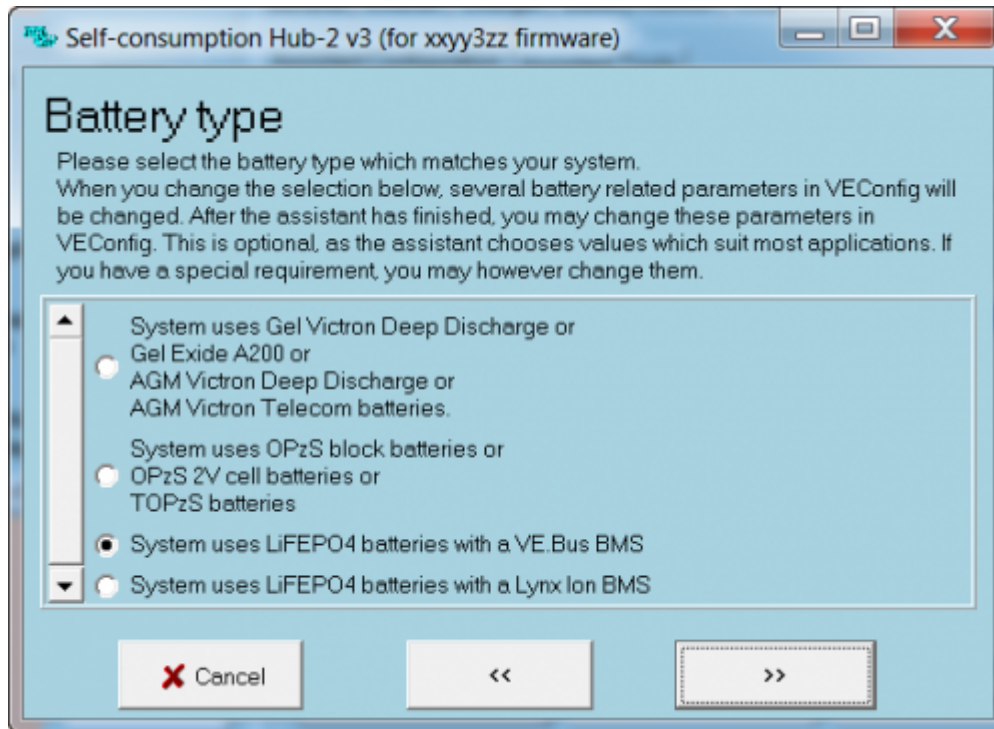 Self-consumption Hub-2 v3 (for xxyy3zz firmware)
Battery type
Please select the battery type which matches your system.
When you change the selection below, several battery related parameters in VEConfig will
be changed. After the assistant has finished, you may change these parameters in
VEConfig. This is optional, as the assistant chooses values which suit most applications. If
you have a special requirement, you may however change them.
System uses Gel Victron Deep Discharge or
Gel Exide A200 or
AGM Victron Deep Discharge or
AGM Victron Telecom batteries.
System uses OPzS block batteries or
OPzS 2V cell batteries or
TOPzS batteries
System uses LiFEPO4 batteries with a VE.Bus BMS
System uses LiFEPO4 batteries with a Lynx Ion BMS
Cancel
<<
>>